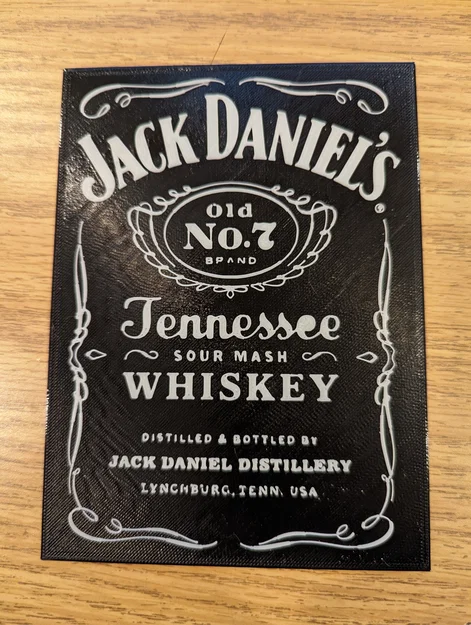 JACK DANIEL'S®
Old
No.7
BRAND
Tennessee
SOUR MASH
WHISKEY
DISTILLED & BOTTLED BY
JACK DANIEL DISTILLERY
LYNCHBURG, TENN. USA